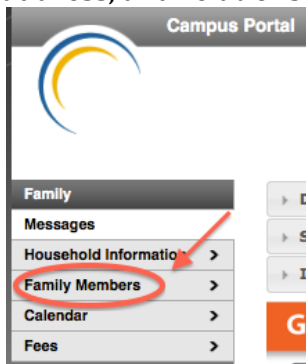 Campus Portal
Family
Messages
Household Information >
Family Members >
Calendar >
Fees >
D
S
I
G